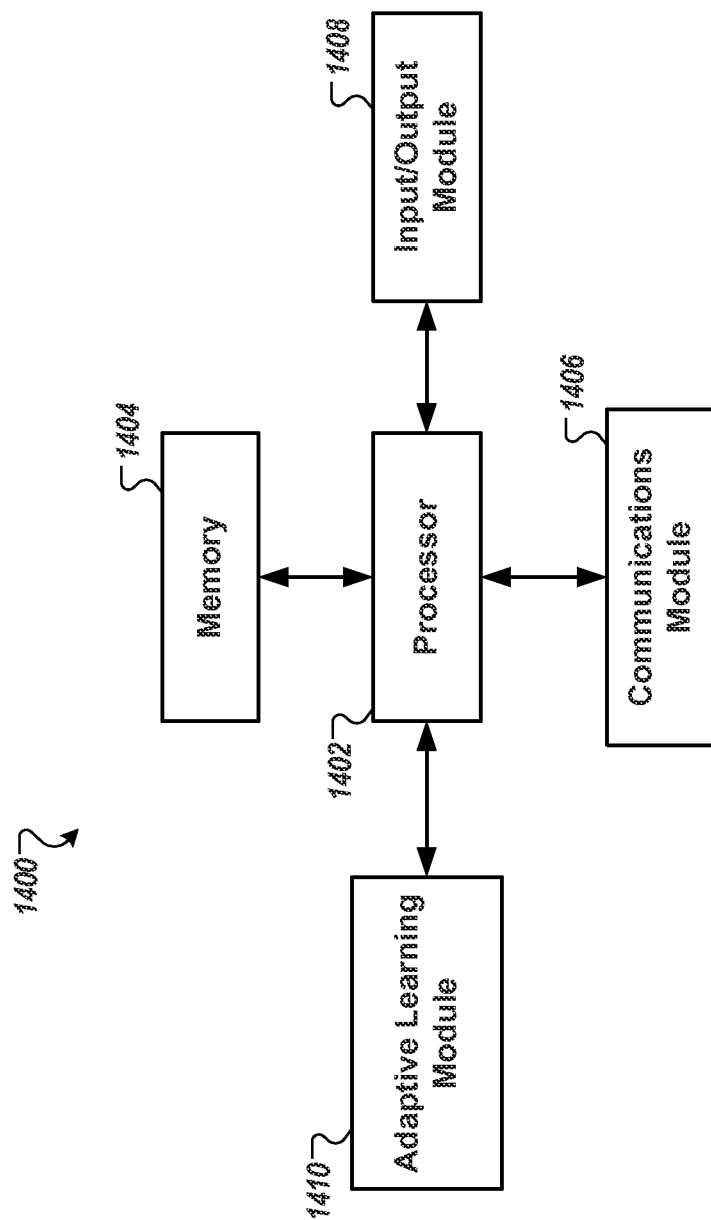 1400
1404
Memory
1408
Input/Output
Module
1402
Processor
1410
Adaptive Learning
Module
1406
Communications
Module